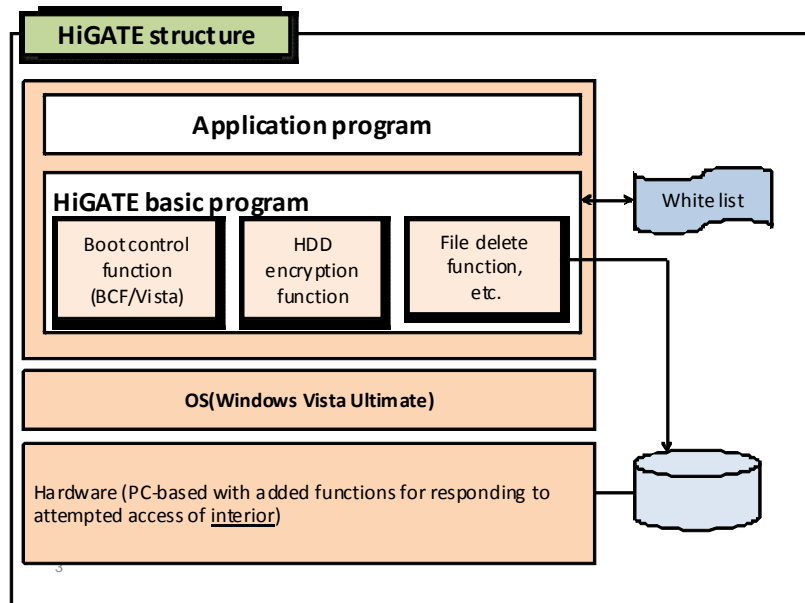 HiGATE structure
Application program
HiGATE basic program
White list
Boot control
function
(BCF/Vista)
HDD
encryption
function
File delete
function,
etc.
OS(Windows Vista Ultimate)
Hardware (PC-based with added functions for responding to
attempted access of interior)
3